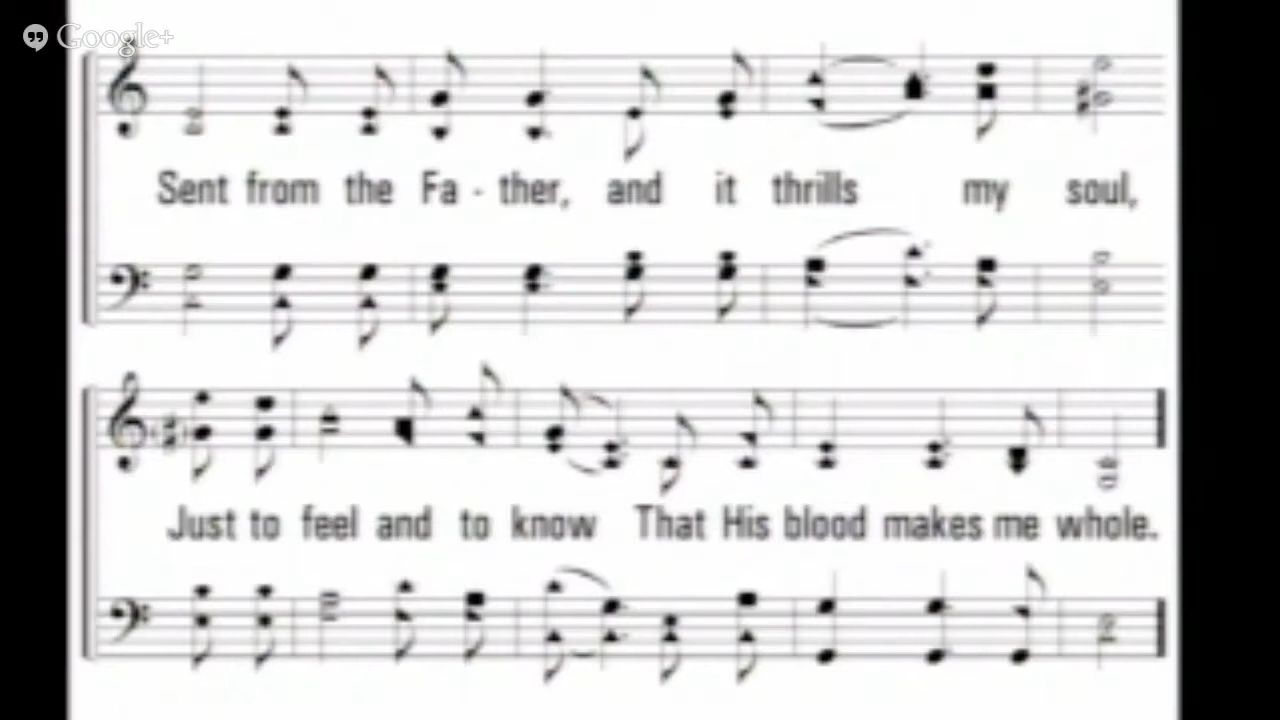 Google+
Sent from the Fa - ther, and it thrills my soul,
Just to feel and to know That His blood makes me whole.